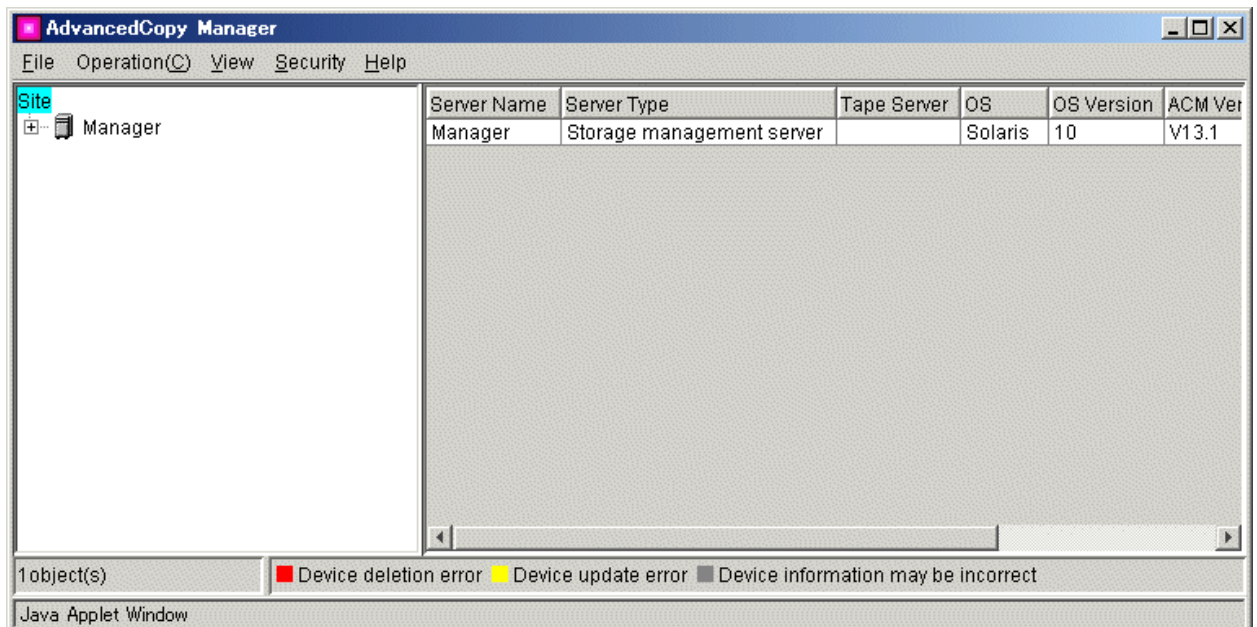 AdvancedCopy Manager
File Operation(C) View Security Help
Site
Manager
Server Name Server Type Tape Server OS OS Version ACM Ver
Manager Storage management server Solaris 10 V13.1
1object(s) Device deletion error Device update error Device information may be incorrect
Java Applet Window